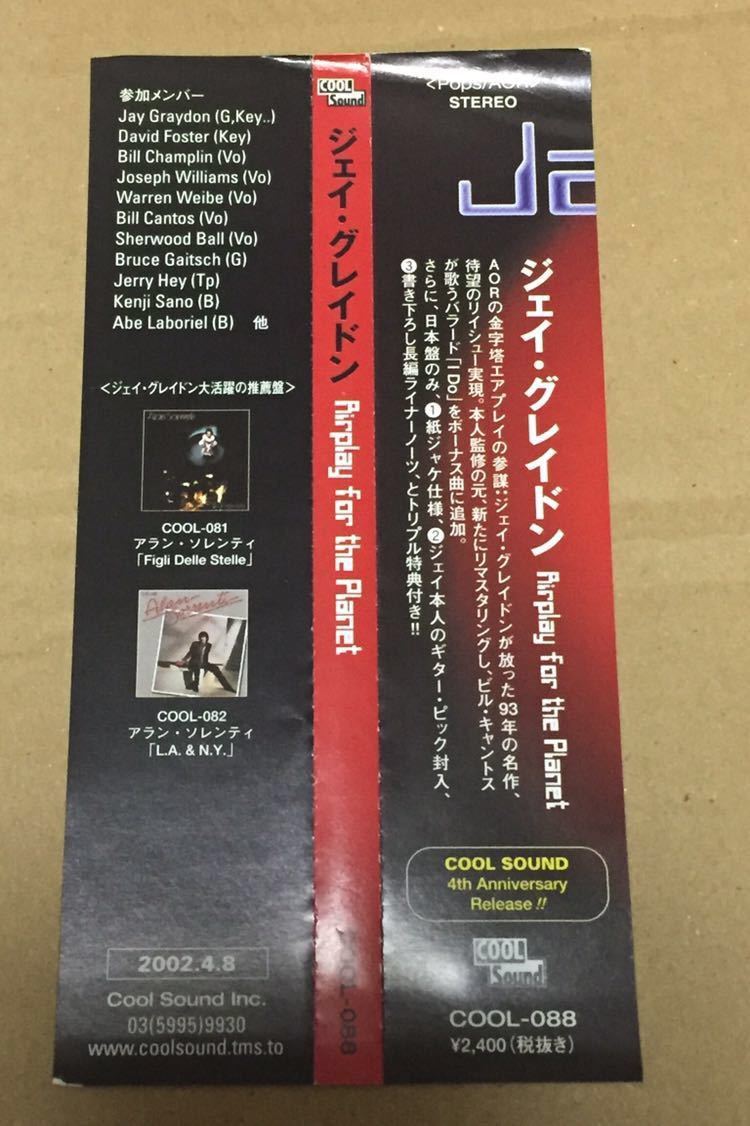 参加メンバー
Jay Graydon (G,Key..)
David Foster (Key)
Bill Champlin (Vo)
Joseph Williams (Vo)
Warren Weibe (Vo)
Bill Cantos (Vo)
Sherwood Ball (Vo)
Bruce Gaitsch (G)
Jerry Hey (Tp)
Kenji Sano (B)
Abe Laboriel (B) 他
<ジェイ・グレイドン大活躍の推薦盤>
COOL-081
アラン・ソレンティ
「Figli Delle Stelle」
Alan Sorrenti
COOL-082
アラン・ソレンティ
「L.A. & N.Y.」
2002.4.8
Cool Sound Inc.
03(5995)9930
www.coolsound.tms.to
COOL
Sound
ジェイ・グレイドン Airplay for the Planet
COOL-088
<Pops/AOR>
STEREO
Ja
ジェイ・グレイドン Airplay for the Planet
AORの金字塔エアプレイの参謀:ジェイ・グレイドンが放った93年の名作、
待望のリイシュー実現。本人監修の元、新たにリマスタリングし、ビル・キャントス
が歌うバラード「I Do」をボーナス曲に追加。
さらに、日本盤のみ、❶紙ジャケ仕様、❷ジェイ本人のギター・ピック封入、
❸書き下ろし長編ライナーノーツ、とトリプル特典付き!!
COOL SOUND
4th Anniversary
Release !!
COOL
Sound
COOL-088
¥2,400(税抜き)